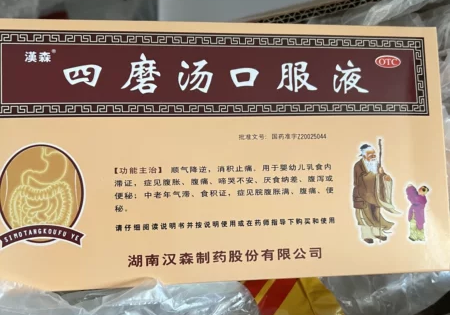 漢森®
四磨汤口服液
OTC
批准文号：国药准字Z20025044
【功能主治】 顺气降逆，消积止痛。用于婴幼儿乳食内
滞证，症见腹胀、腹痛、啼哭不安、厌食纳差、腹泻或
便秘；中老年气滞、食积证，症见脘腹胀满、腹痛、便
秘。
请仔细阅读说明书并按说明使用或在药师指导下购买和使用
SIMOTANGKOUFU YE
湖南汉森制药股份有限公司